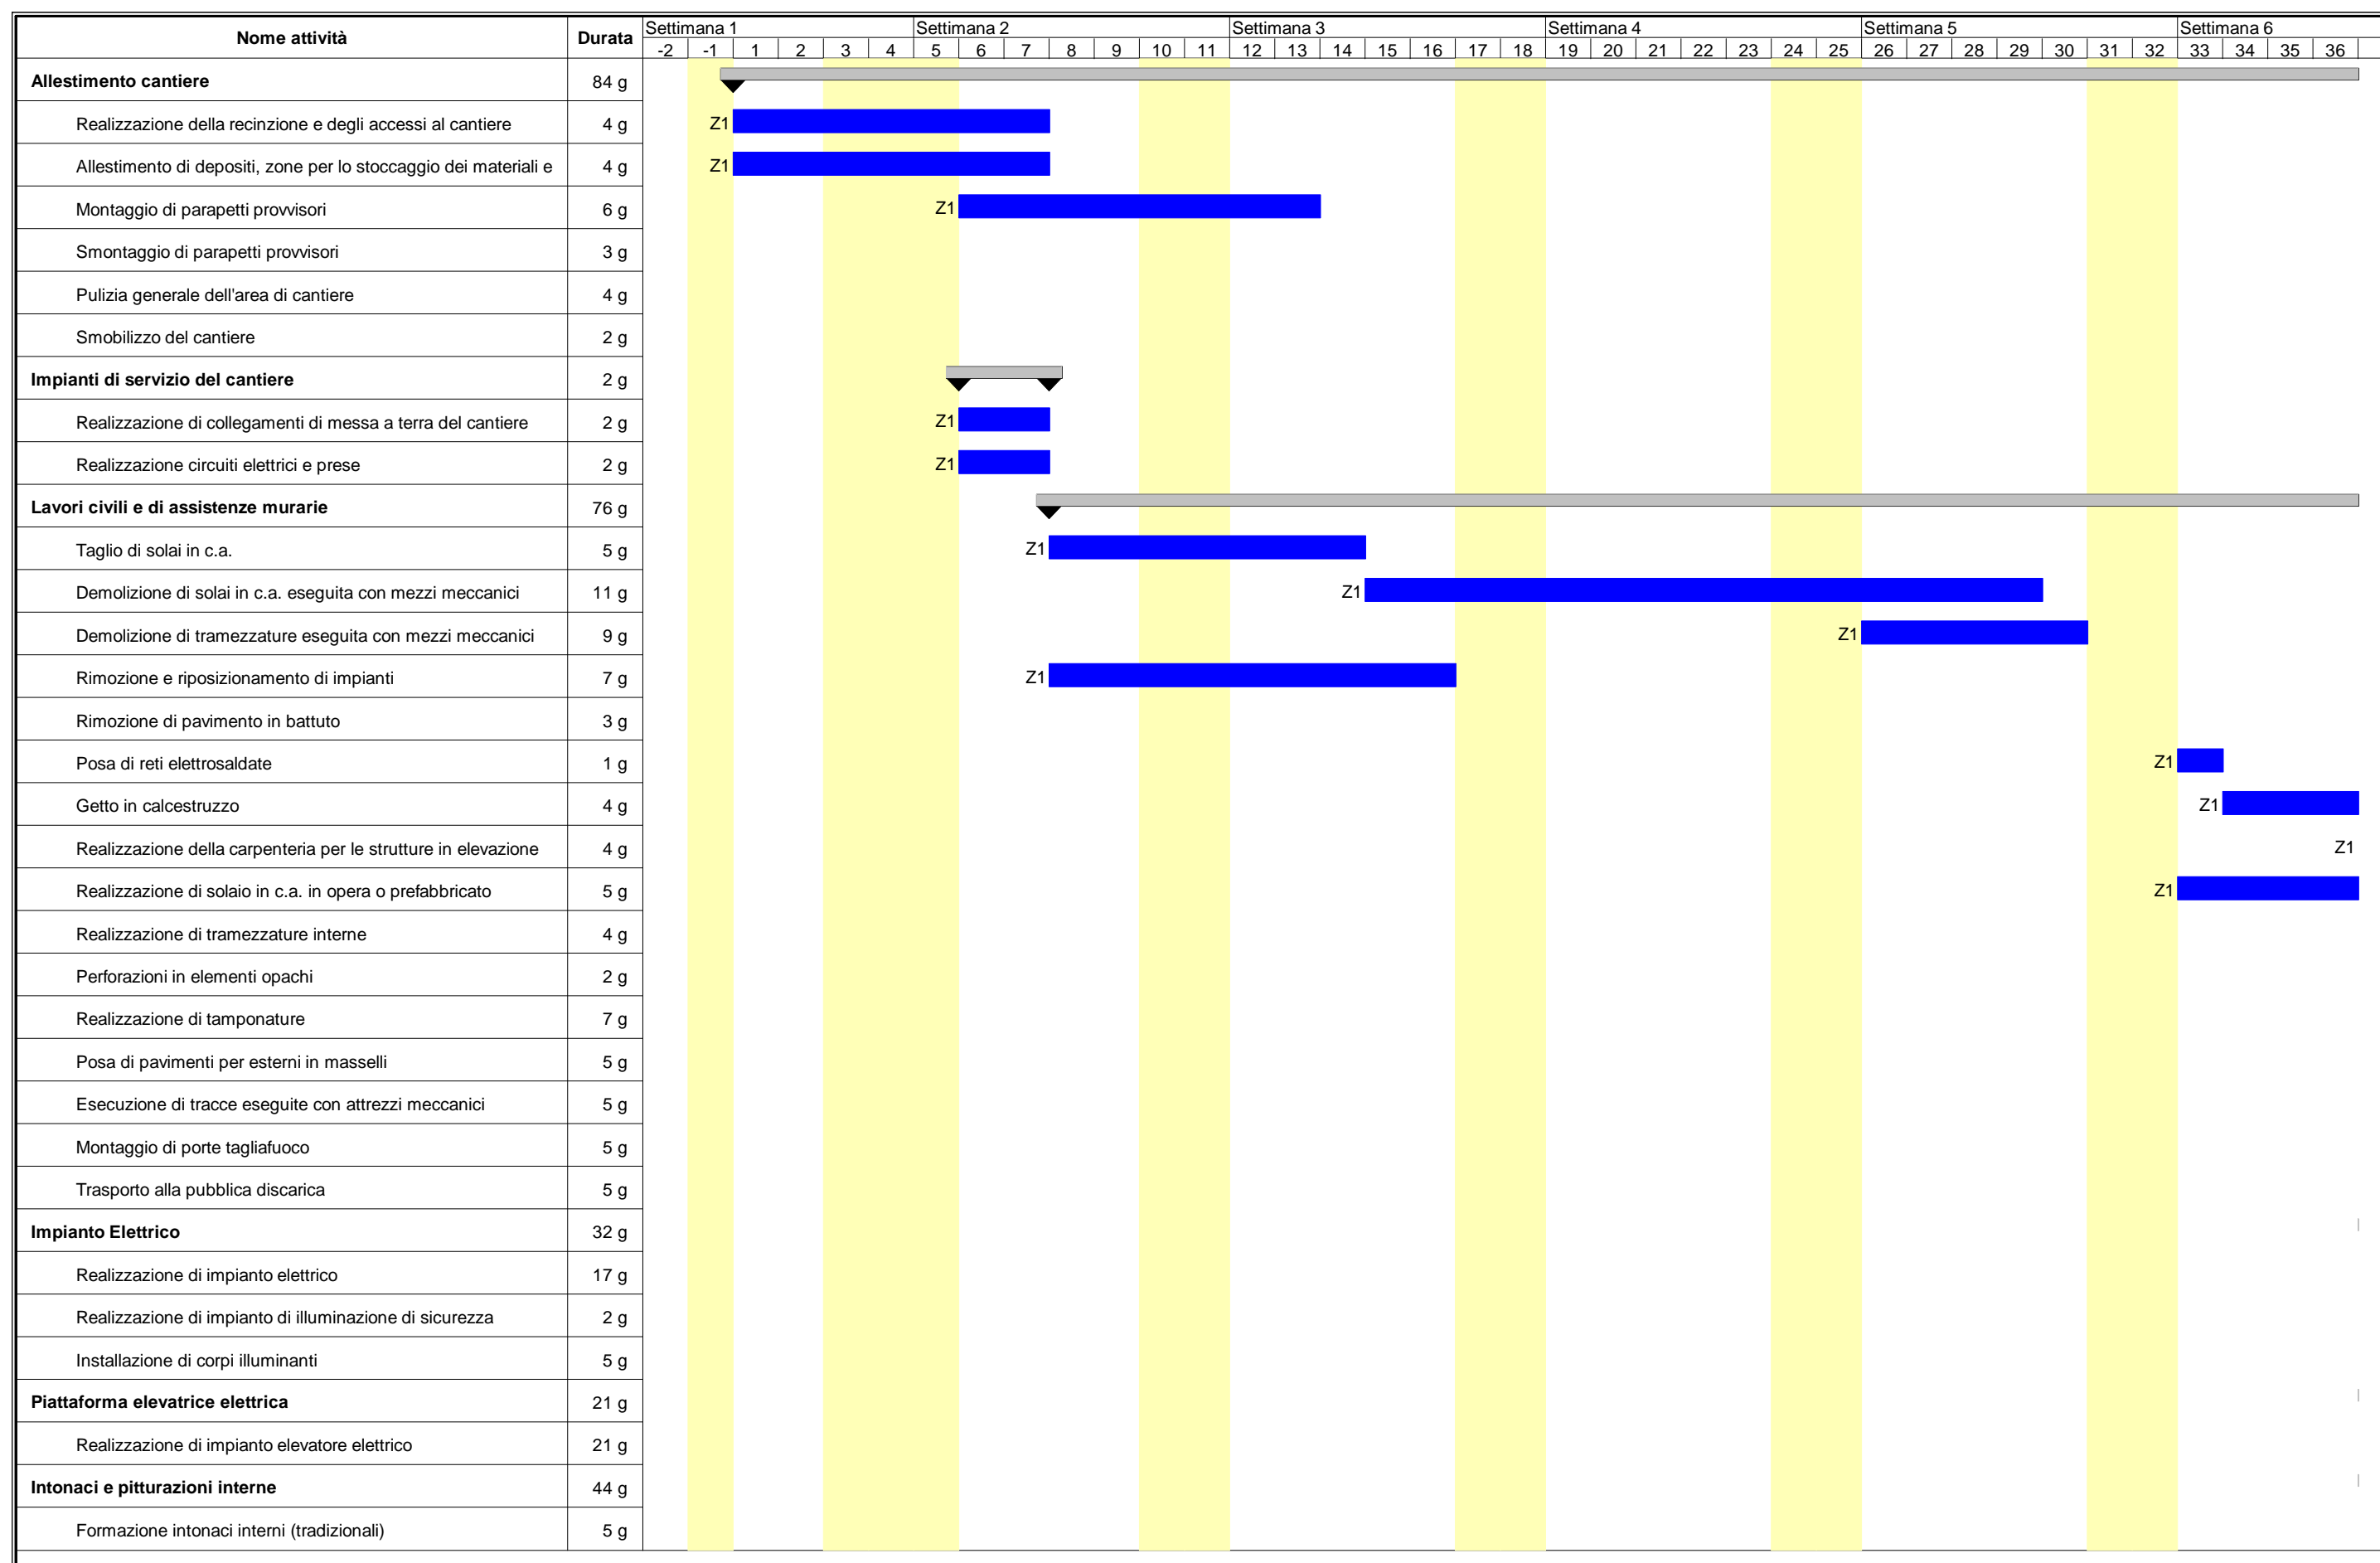 Nome attività Durata Settimana 1 Settimana 2 Settimana 3 Settimana 4 Settimana 5 Settimana 6
-2 -1 1 2 3 4 5 6 7 8 9 10 11 12 13 14 15 16 17 18 19 20 21 22 23 24 25 26 27 28 29 30 31 32 33 34 35 36
Allestimento cantiere 84 g
Realizzazione della recinzione e degli accessi al cantiere 4 g Z1
Allestimento di depositi, zone per lo stoccaggio dei materiali e 4 g Z1
Montaggio di parapetti provvisori 6 g Z1
Smontaggio di parapetti provvisori 3 g
Pulizia generale dell'area di cantiere 4 g
Smobilizzo del cantiere 2 g
Impianti di servizio del cantiere 2 g
Realizzazione di collegamenti di messa a terra del cantiere 2 g Z1
Realizzazione circuiti elettrici e prese 2 g Z1
Lavori civili e di assistenze murarie 76 g
Taglio di solai in c.a. 5 g Z1
Demolizione di solai in c.a. eseguita con mezzi meccanici 11 g Z1
Demolizione di tramezzature eseguita con mezzi meccanici 9 g Z1
Rimozione e riposizionamento di impianti 7 g Z1
Rimozione di pavimento in battuto 3 g
Posa di reti elettrosaldate 1 g Z1
Getto in calcestruzzo 4 g Z1
Realizzazione della carpenteria per le strutture in elevazione 4 g Z1
Realizzazione di solaio in c.a. in opera o prefabbricato 5 g Z1
Realizzazione di tramezzature interne 4 g
Perforazioni in elementi opachi 2 g
Realizzazione di tamponature 7 g
Posa di pavimenti per esterni in masselli 5 g
Esecuzione di tracce eseguite con attrezzi meccanici 5 g
Montaggio di porte tagliafuoco 5 g
Trasporto alla pubblica discarica 5 g
Impianto Elettrico 32 g
Realizzazione di impianto elettrico 17 g
Realizzazione di impianto di illuminazione di sicurezza 2 g
Installazione di corpi illuminanti 5 g
Piattaforma elevatrice elettrica 21 g
Realizzazione di impianto elevatore elettrico 21 g
Intonaci e pitturazioni interne 44 g
Formazione intonaci interni (tradizionali) 5 g